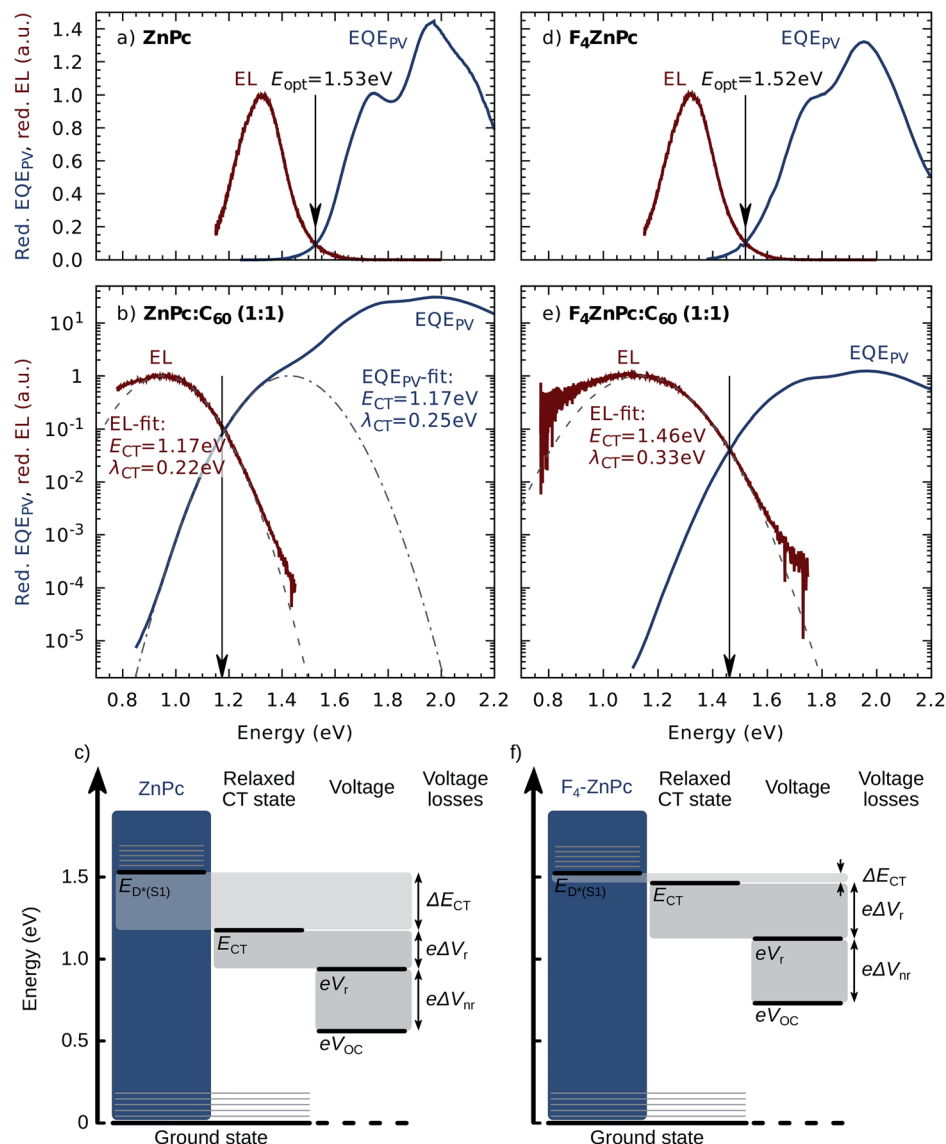 a) ZnPc
EQE_PV
EL
E_opt=1.53eV
Red. EQE_PV, red. EL (a.u.)
1.4
1.2
1.0
0.8
0.6
0.4
0.2
0.0
d) F₄ZnPc
EQE_PV
EL
E_opt=1.52eV
b) ZnPc:C₆₀ (1:1)
EQE_PV
EL
EQE_PV-fit:
E_CT=1.17eV
λ_CT=0.25eV
EL-fit:
E_CT=1.17eV
λ_CT=0.22eV
Red. EQE_PV, red. EL (a.u.)
10¹
1
10⁻¹
10⁻²
10⁻³
10⁻⁴
10⁻⁵
0.8 1.0 1.2 1.4 1.6 1.8 2.0 2.2
Energy (eV)
e) F₄ZnPc:C₆₀ (1:1)
EL
EQE_PV
EL-fit:
E_CT=1.46eV
λ_CT=0.33eV
0.8 1.0 1.2 1.4 1.6 1.8 2.0 2.2
Energy (eV)
c)
ZnPc
Relaxed
CT state
Voltage
Voltage
losses
Energy (eV)
1.5
1.0
0.5
0
E_D*(S1)
E_CT
eV_r
eV_OC
ΔE_CT
eΔV_r
eΔV_nr
Ground state
f)
F₄-ZnPc
Relaxed
CT state
Voltage
Voltage
losses
E_D*(S1)
E_CT
eV_r
eV_OC
ΔE_CT
eΔV_r
eΔV_nr
Ground state